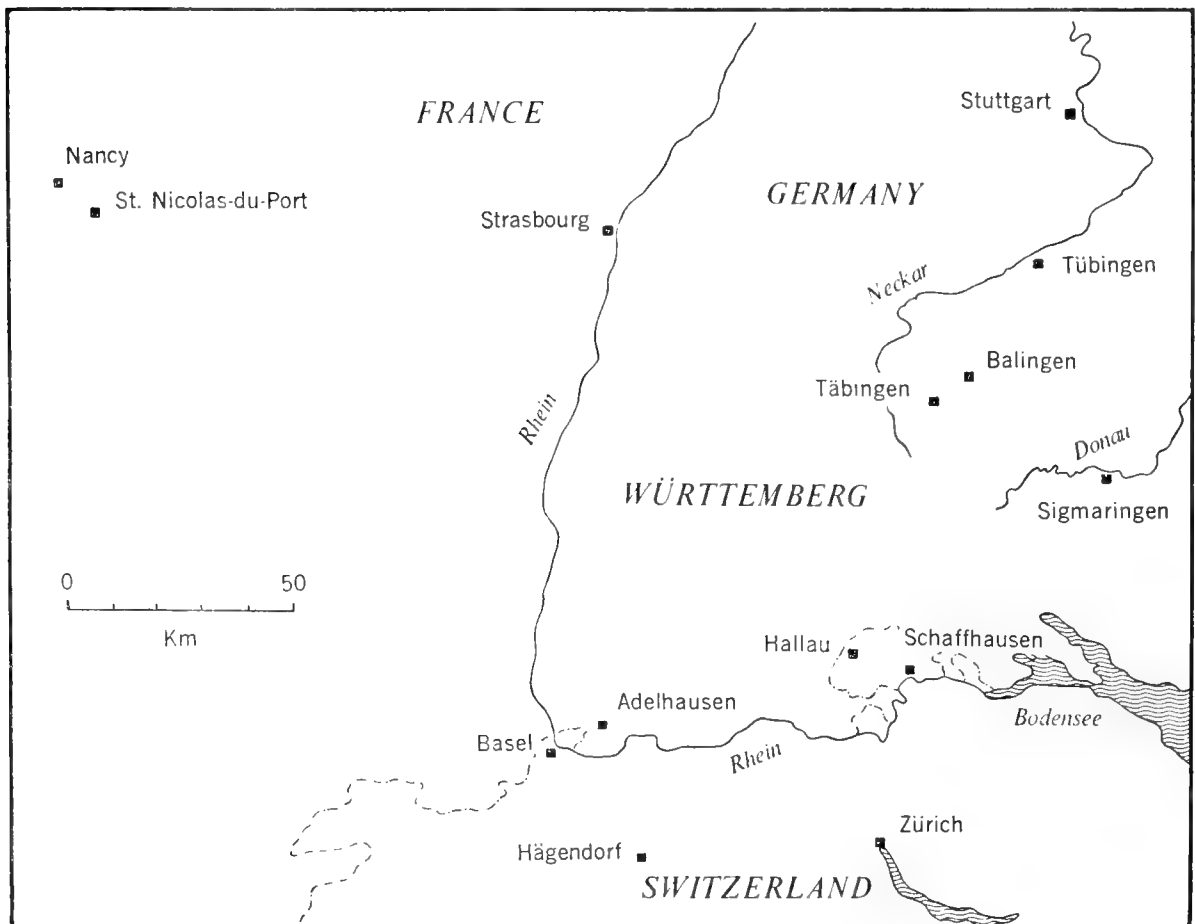 FRANCE
Stuttgart
Nancy
St. Nicolas-du-Port
GERMANY
Strasbourg
Tübingen
Neckar
Balingen
Täbingen
Rhein
Donau
WÜRTTEMBERG
Sigmaringen
0 50
Km
Hallau
Schaffhausen
Adelhausen
Bodensee
Basel
Rhein
Zürich
Hägendorf
SWITZERLAND